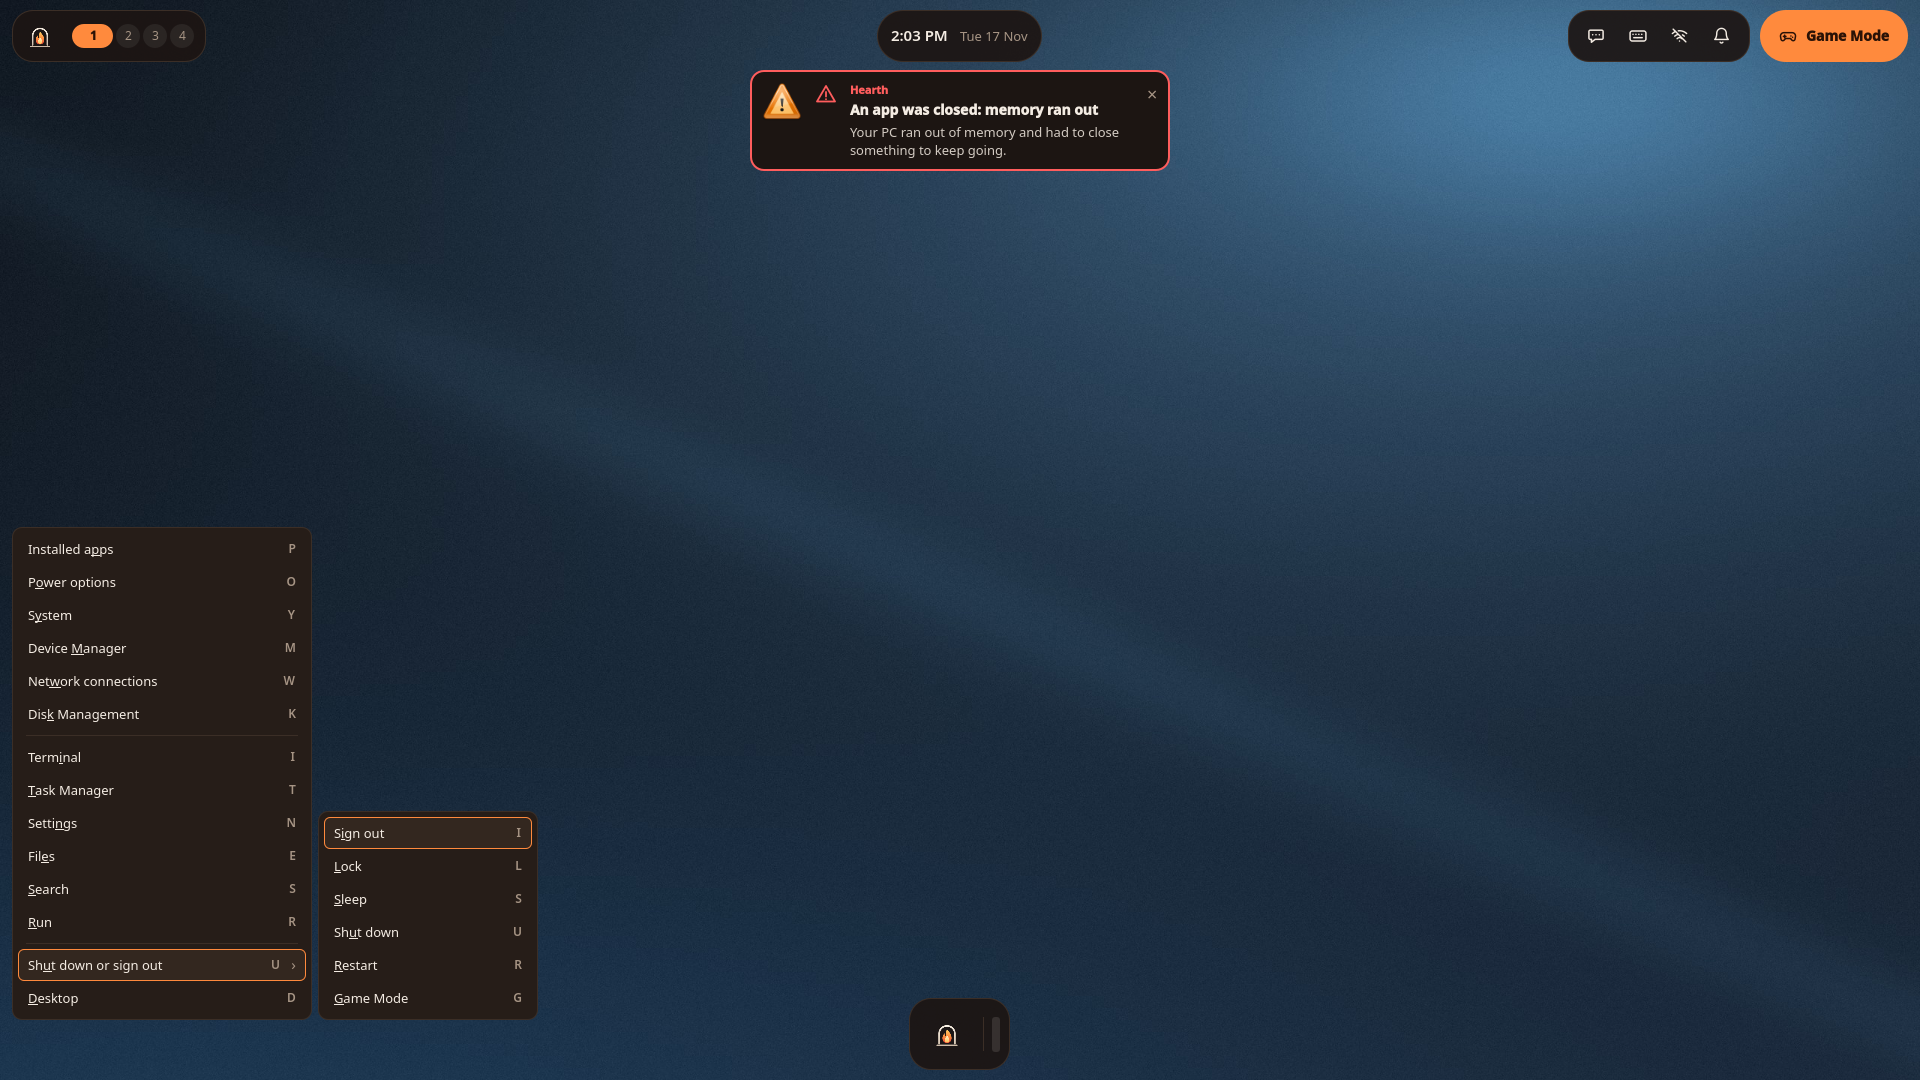 1 2 3 4
2:03 PM Tue 17 Nov
Game Mode
Hearth
An app was closed: memory ran out
Your PC ran out of memory and had to close
something to keep going.
Installed apps P
Power options O
System Y
Device Manager M
Network connections W
Disk Management K
Terminal I
Task Manager T
Settings N
Files E
Search S
Run R
Shut down or sign out U
Desktop D
Sign out I
Lock L
Sleep S
Shut down U
Restart R
Game Mode G